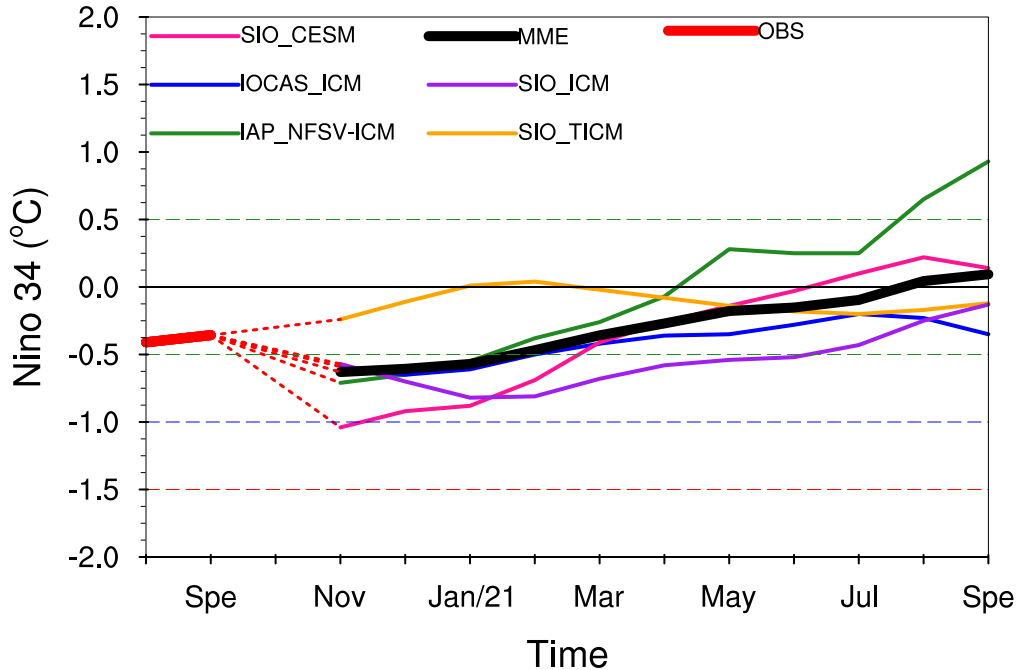 2.0
1.5
1.0
0.5
0.0
-0.5
-1.0
-1.5
-2.0
Nino 34 (°C)
SIO_CESM
MME
OBS
IOCAS_ICM
SIO_ICM
IAP_NFSV-ICM
SIO_TICM
Spe
Nov
Jan/21
Mar
May
Jul
Spe
Time